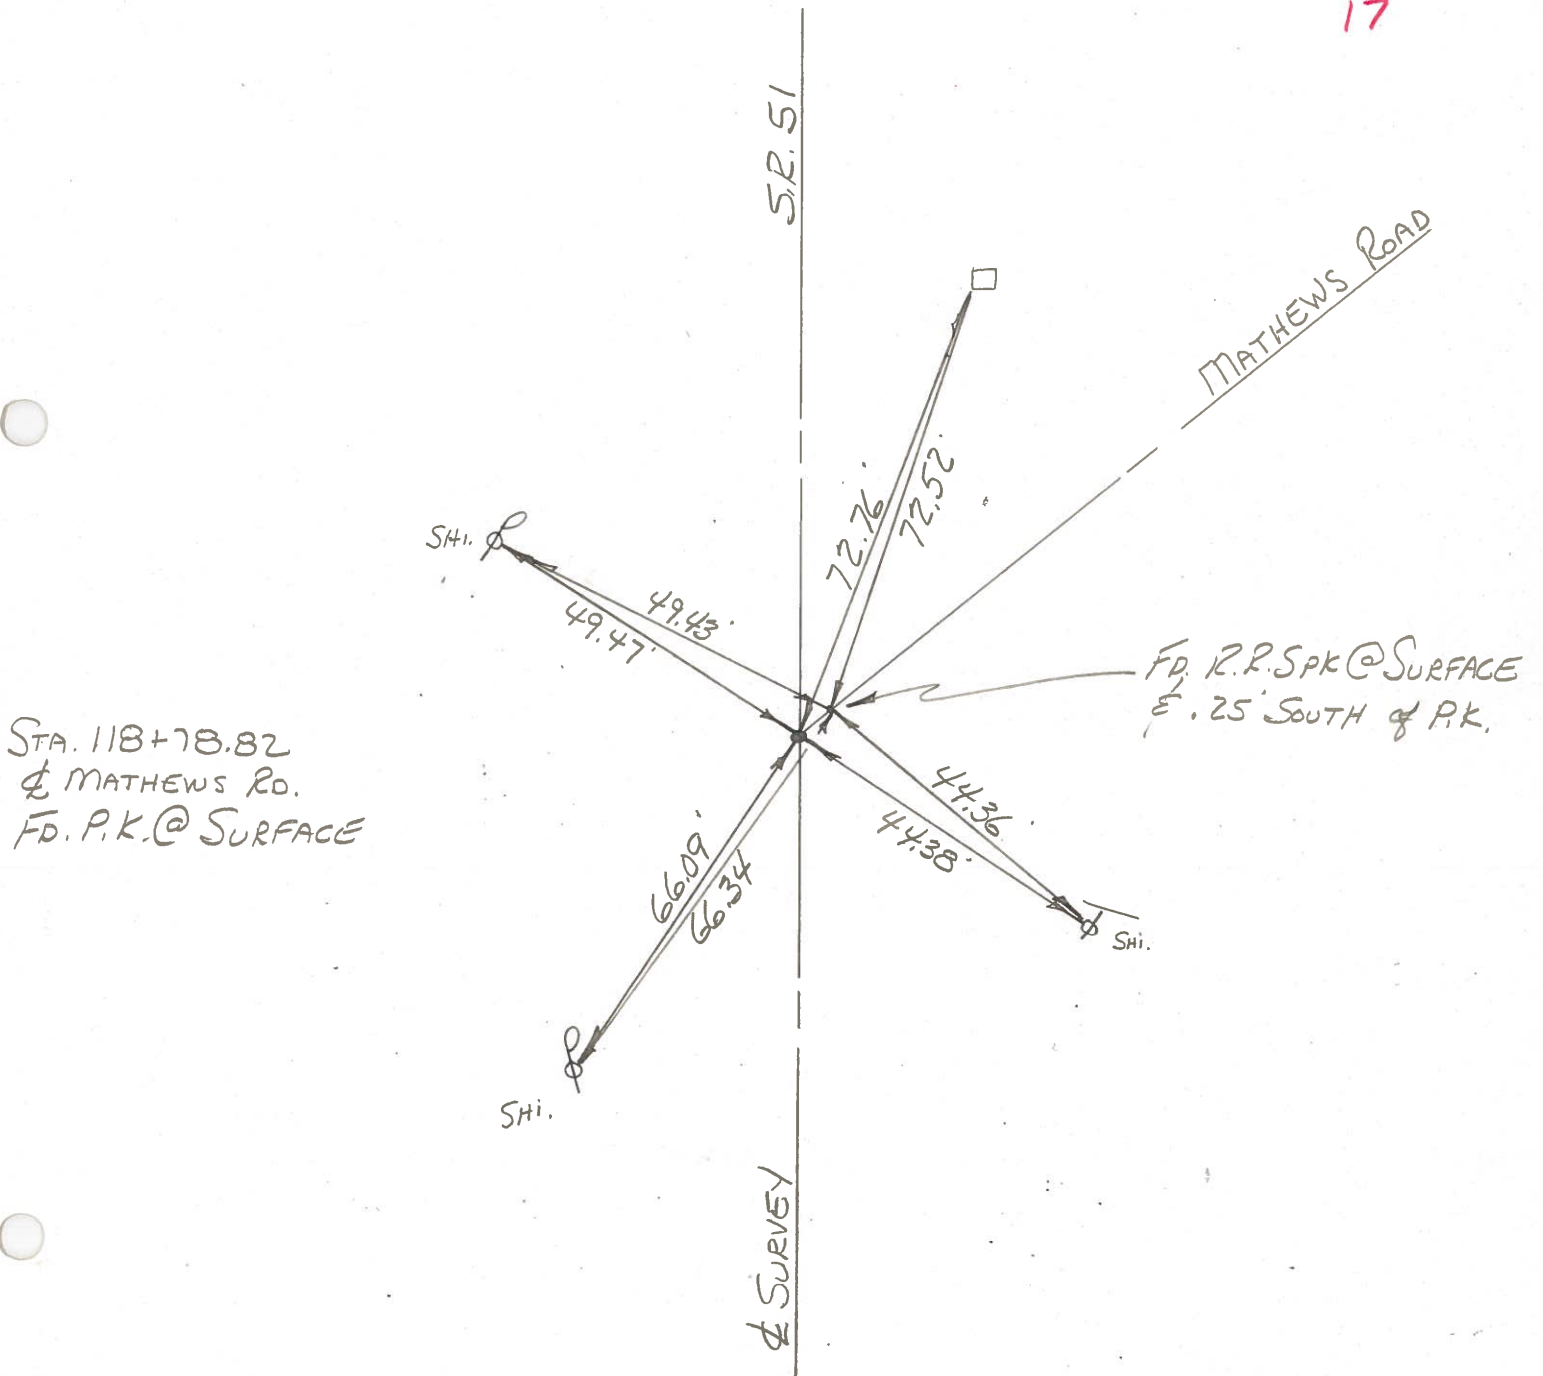 17
S.R. 51
MATHEWS ROAD
72.76'
72.52'
SHI.
49.43'
49.47'
FD. R.R. SPK @ SURFACE
& .25' SOUTH of P.K.
STA. 118+78.82
℄ MATHEWS RD.
FD. P.K. @ SURFACE
44.36'
44.38'
66.09'
66.34
SHI.
SHI.
℄ SURVEY